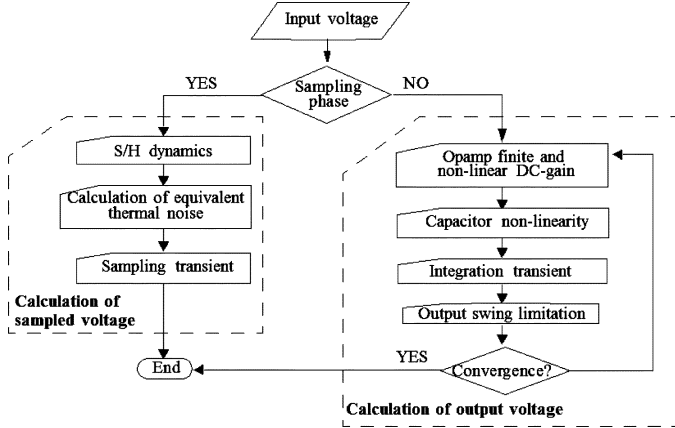 Input voltage
Sampling
phase
YES
NO
S/H dynamics
Calculation of equivalent
thermal noise
Sampling transient
Calculation of
sampled voltage
End
Opamp finite and
non-linear DC-gain
Capacitor non-linearity
Integration transient
Output swing limitation
Convergence?
YES
Calculation of output voltage